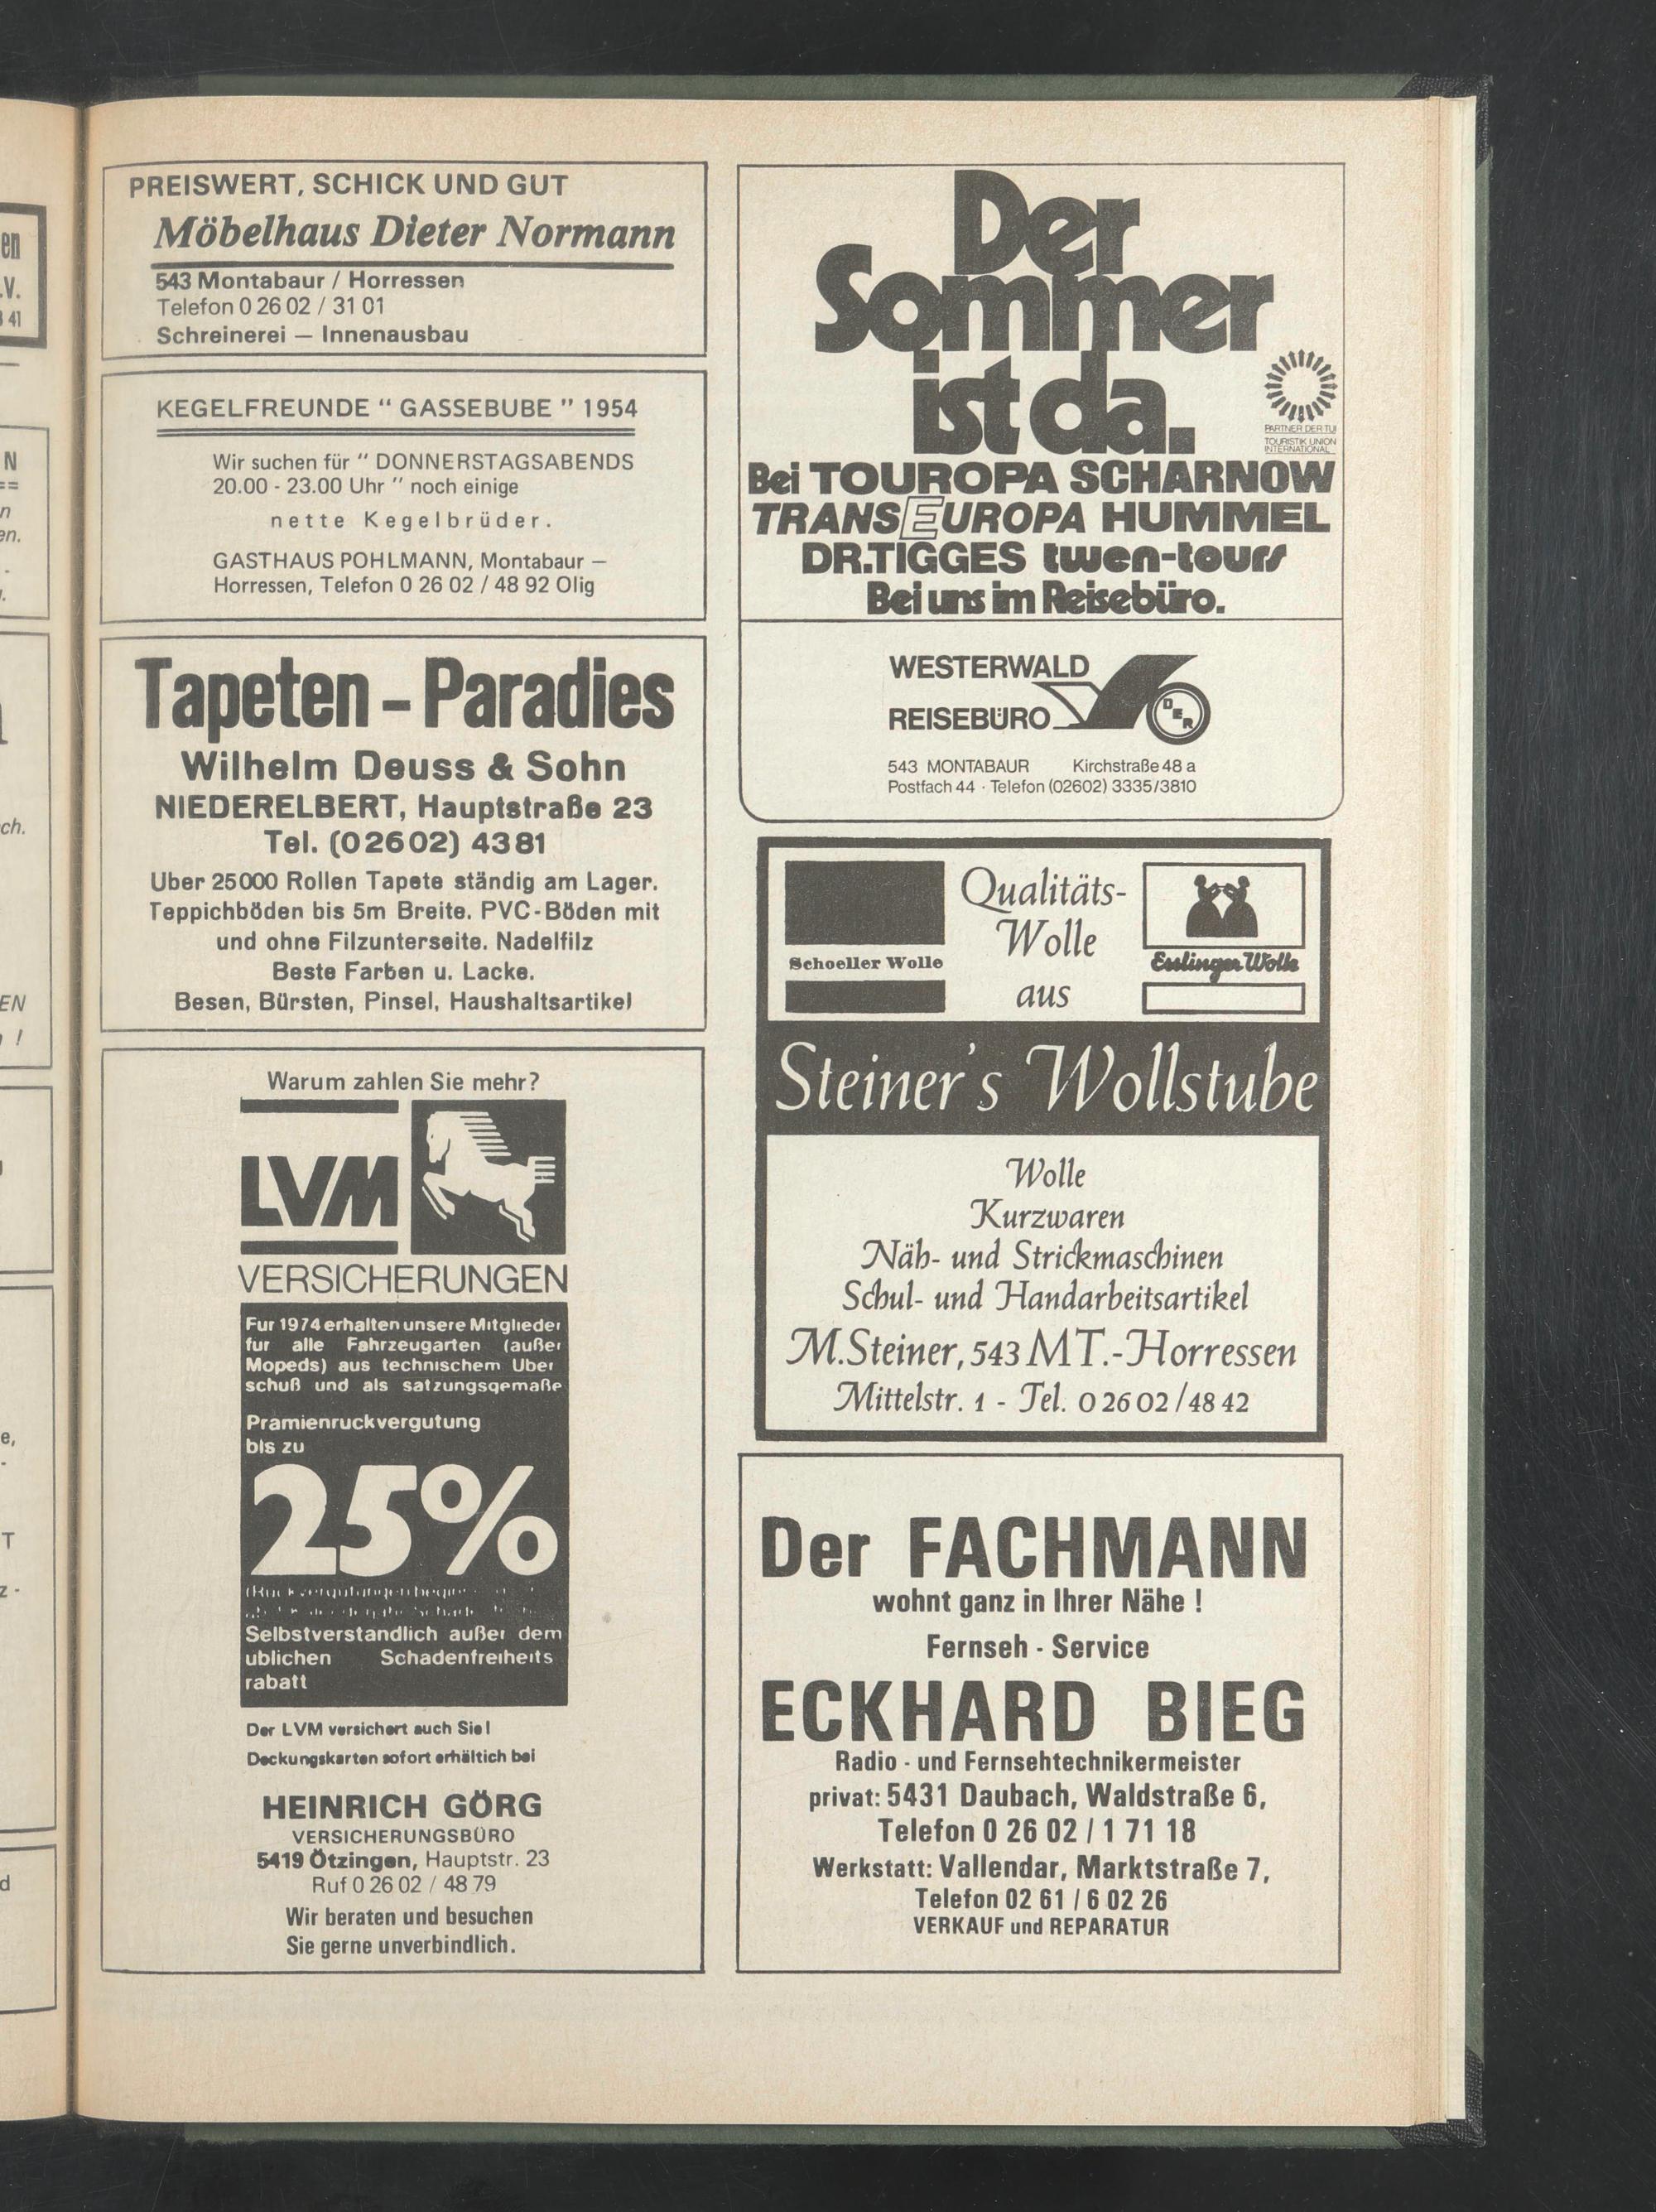 PREISWERT, SCHICK UND GUT
Möbelhaus Dieter Normann
543 Montabaur / Horressen
Telefon 0 26 02 / 31 01
Schreinerei — Innenausbau
KEGELFREUNDE “ GASSEBUBE ” 1954
Wir suchen für “ DONNERSTAGSABENDS
20.00 - 23.00 Uhr ” noch einige
nette Kegelbrüder.
GASTHAUS POHLMANN, Montabaur —
Horressen, Telefon 0 26 02 / 48 92 Olig
Tapeten - Paradies
Wilhelm Deuss & Sohn
NIEDERELBERT, Hauptstraße 23
Tel. (02602) 4381
Uber 25000 Rollen Tapete ständig am Lager.
Teppichböden bis 5m Breite. PVC-Böden mit
und ohne Filzunterseite. Nadelfilz
Beste Farben u. Lacke.
Besen, Bürsten, Pinsel, Haushaltsartikel
Warum zahlen Sie mehr?
LVM
VERSICHERUNGEN
Fur 1974 erhalten unsere Mitglieder
fur alle Fahrzeugarten (außer
Mopeds) aus technischem Uber
schuß und als satzungsgemaße
Pramienruckvergutung
bis zu
25%
Selbstverstandlich außer dem
ublichen Schadenfreiheits
rabatt
Der LVM versichert auch Sie!
Deckungskarten sofort erhältich bei
HEINRICH GÖRG
VERSICHERUNGSBÜRO
5419 Ötzingen, Hauptstr. 23
Ruf 0 26 02 / 48 79
Wir beraten und besuchen
Sie gerne unverbindlich.
Der
Sommer
ist da.
PARTNER DER TUI
TOURISTIK UNION
INTERNATIONAL
Bei TOUROPA SCHARNOW
TRANSEUROPA HUMMEL
DR.TIGGES twen-tours
Bei uns im Reisebüro.
WESTERWALD
REISEBÜRO
DER
543 MONTABAUR Kirchstraße 48 a
Postfach 44 · Telefon (02602) 3335/3810
Qualitäts-
Wolle
aus
Schoeller Wolle
Esslinger Wolle
Steiner's Wollstube
Wolle
Kurzwaren
Näh- und Strickmaschinen
Schul- und Handarbeitsartikel
M.Steiner, 543 MT.-Horressen
Mittelstr. 1 - Tel. 0 26 02/48 42
Der FACHMANN
wohnt ganz in Ihrer Nähe !
Fernseh - Service
ECKHARD BIEG
Radio - und Fernsehtechnikermeister
privat: 5431 Daubach, Waldstraße 6,
Telefon 0 26 02 / 1 71 18
Werkstatt: Vallendar, Marktstraße 7,
Telefon 02 61 / 6 02 26
VERKAUF und REPARATUR